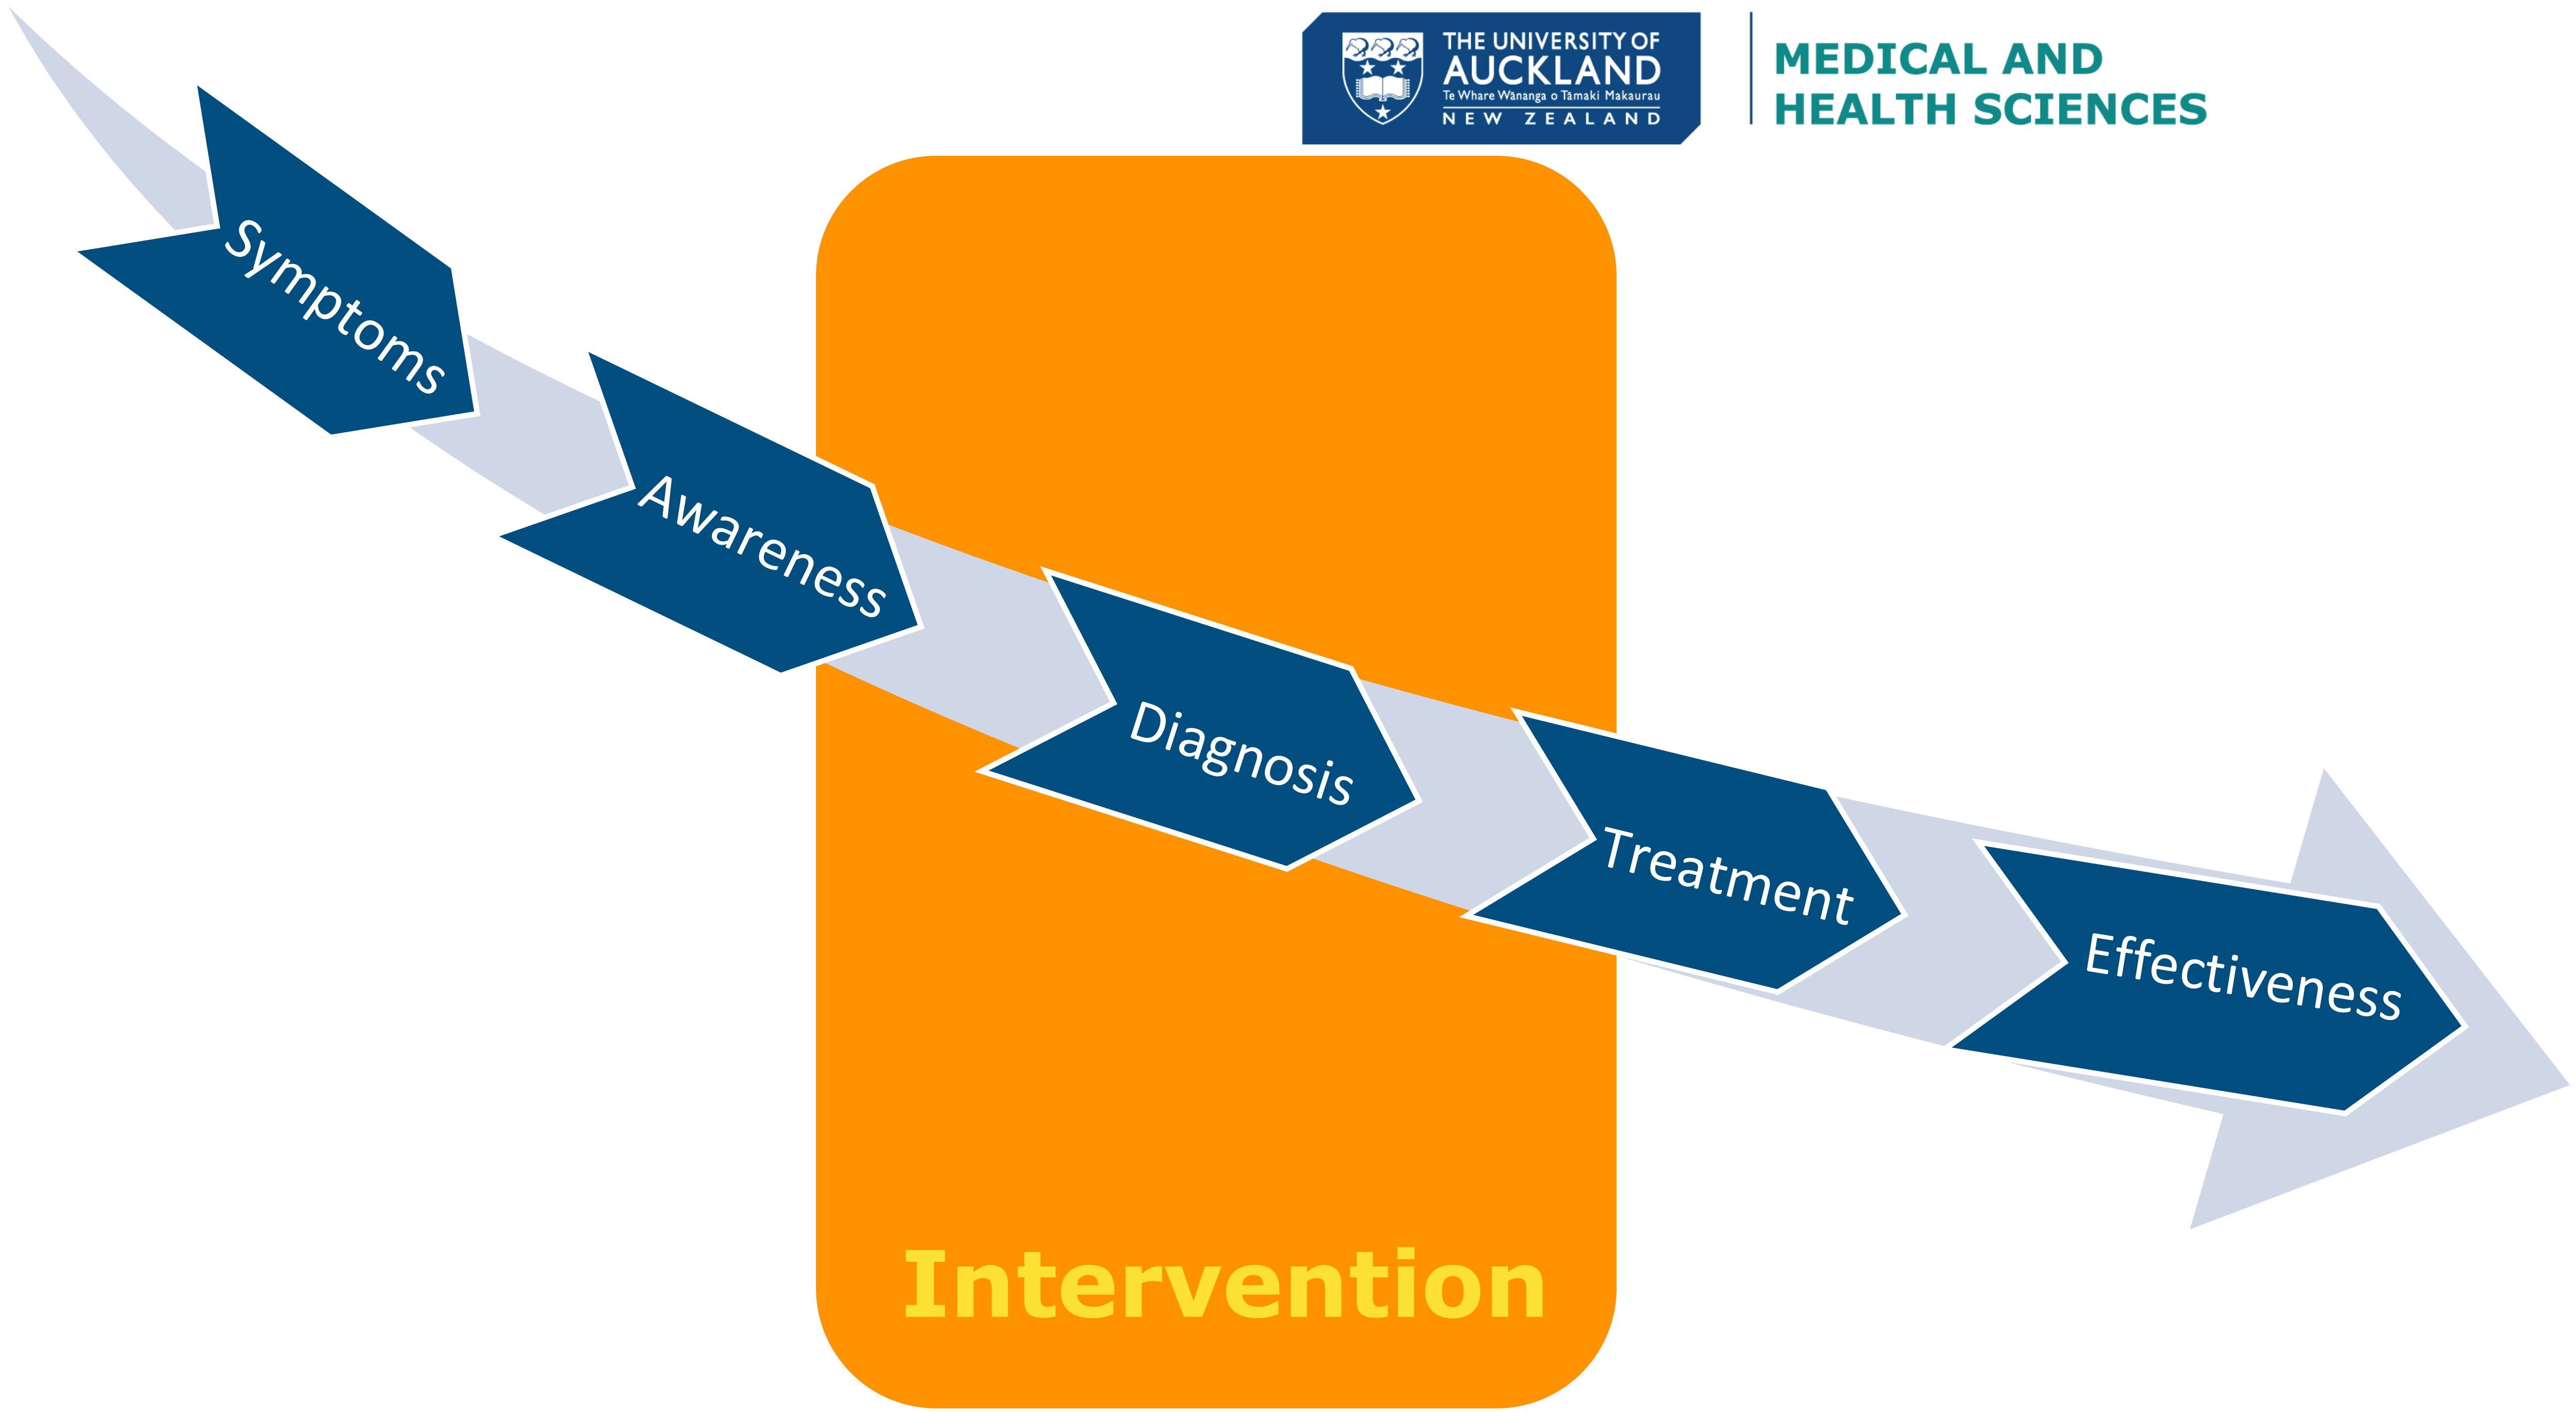 THE UNIVERSITY OF
AUCKLAND
Te Whare Wānanga o Tāmaki Makaurau
NEW ZEALAND
MEDICAL AND
HEALTH SCIENCES
Symptoms
Awareness
Diagnosis
Treatment
Effectiveness
Intervention